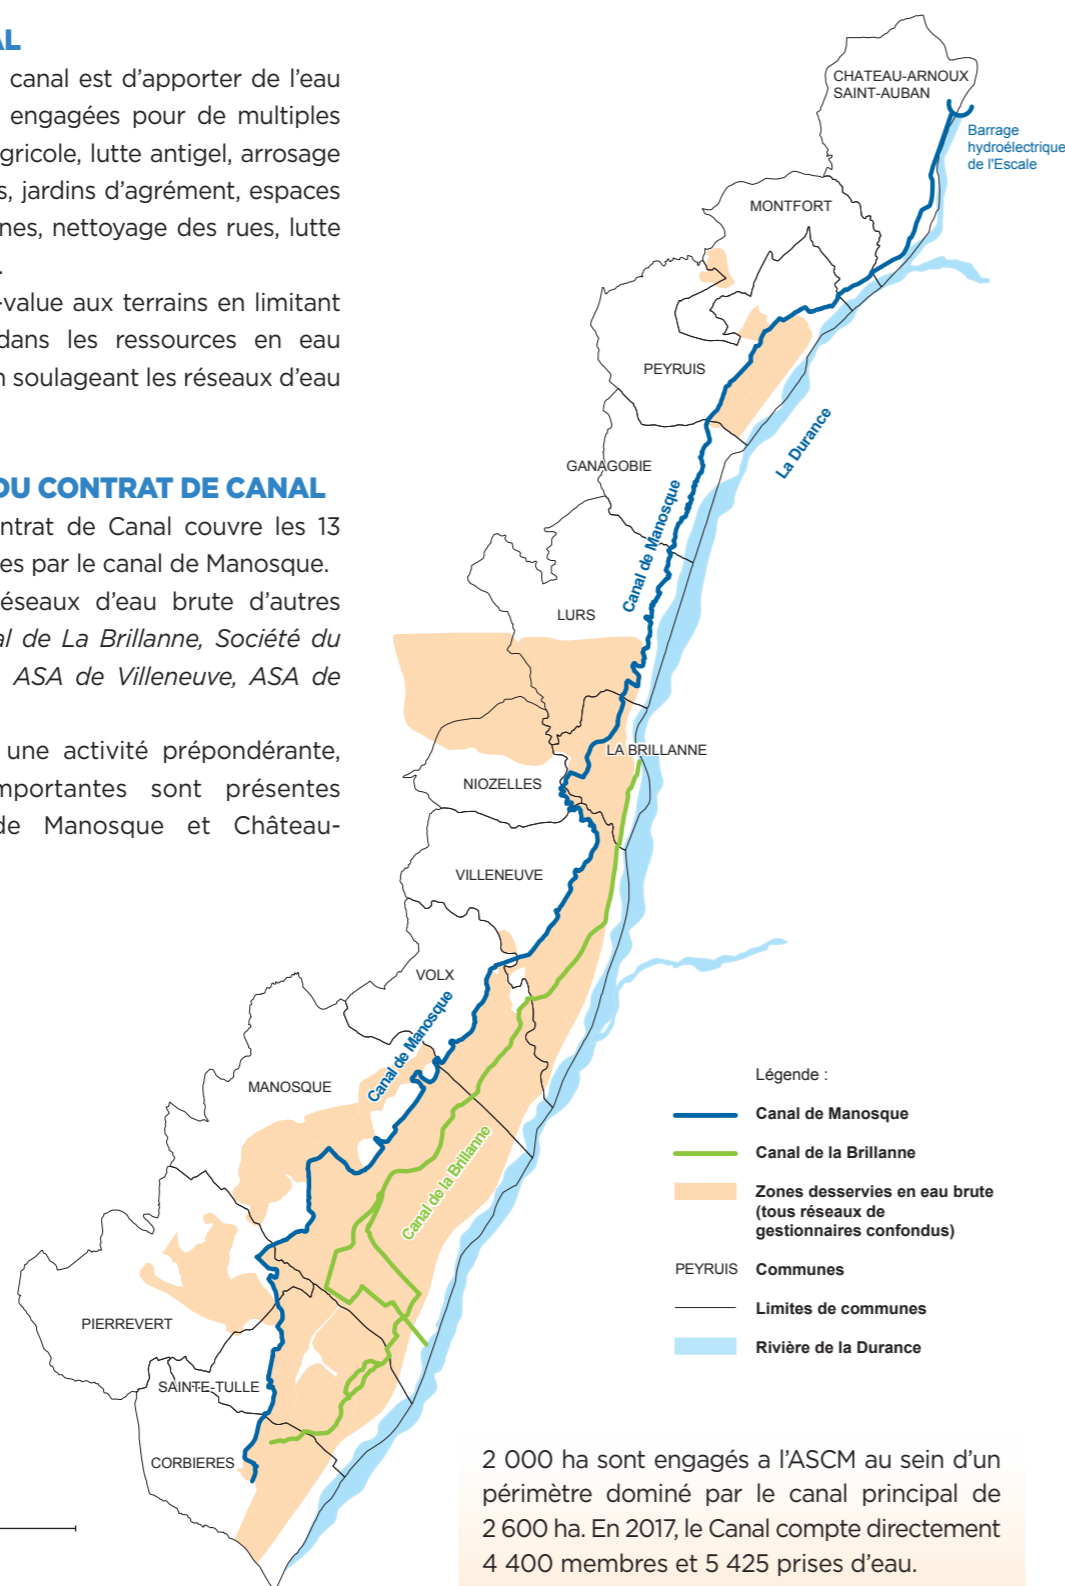 AL
canal est d’apporter de l’eau
engagées pour de multiples
gricole, lutte antigel, arrosage
s, jardins d’agrément, espaces
nes, nettoyage des rues, lutte
.
-value aux terrains en limitant
dans les ressources en eau
n soulageant les réseaux d’eau
DU CONTRAT DE CANAL
ontrat de Canal couvre les 13
es par le canal de Manosque.
réseaux d’eau brute d’autres
al de La Brillanne, Société du
ASA de Villeneuve, ASA de
une activité prépondérante,
mportantes sont présentes
de Manosque et Château-
CHATEAU-ARNOUX
SAINT-AUBAN
Barrage
hydroélectrique
de l'Escale
MONTFORT
PEYRUIS
La Durance
GANAGOBIE
Canal de Manosque
LURS
LA BRILLANNE
NIOZELLES
VILLENEUVE
VOLX
Canal de Manosque
MANOSQUE
Canal de la Brillanne
PIERREVERT
SAINTE-TULLE
CORBIERES
Légende :
Canal de Manosque
Canal de la Brillanne
Zones desservies en eau brute
(tous réseaux de
gestionnaires confondus)
PEYRUIS Communes
Limites de communes
Rivière de la Durance
2 000 ha sont engagés a l’ASCM au sein d’un
périmètre dominé par le canal principal de
2 600 ha. En 2017, le Canal compte directement
4 400 membres et 5 425 prises d’eau.